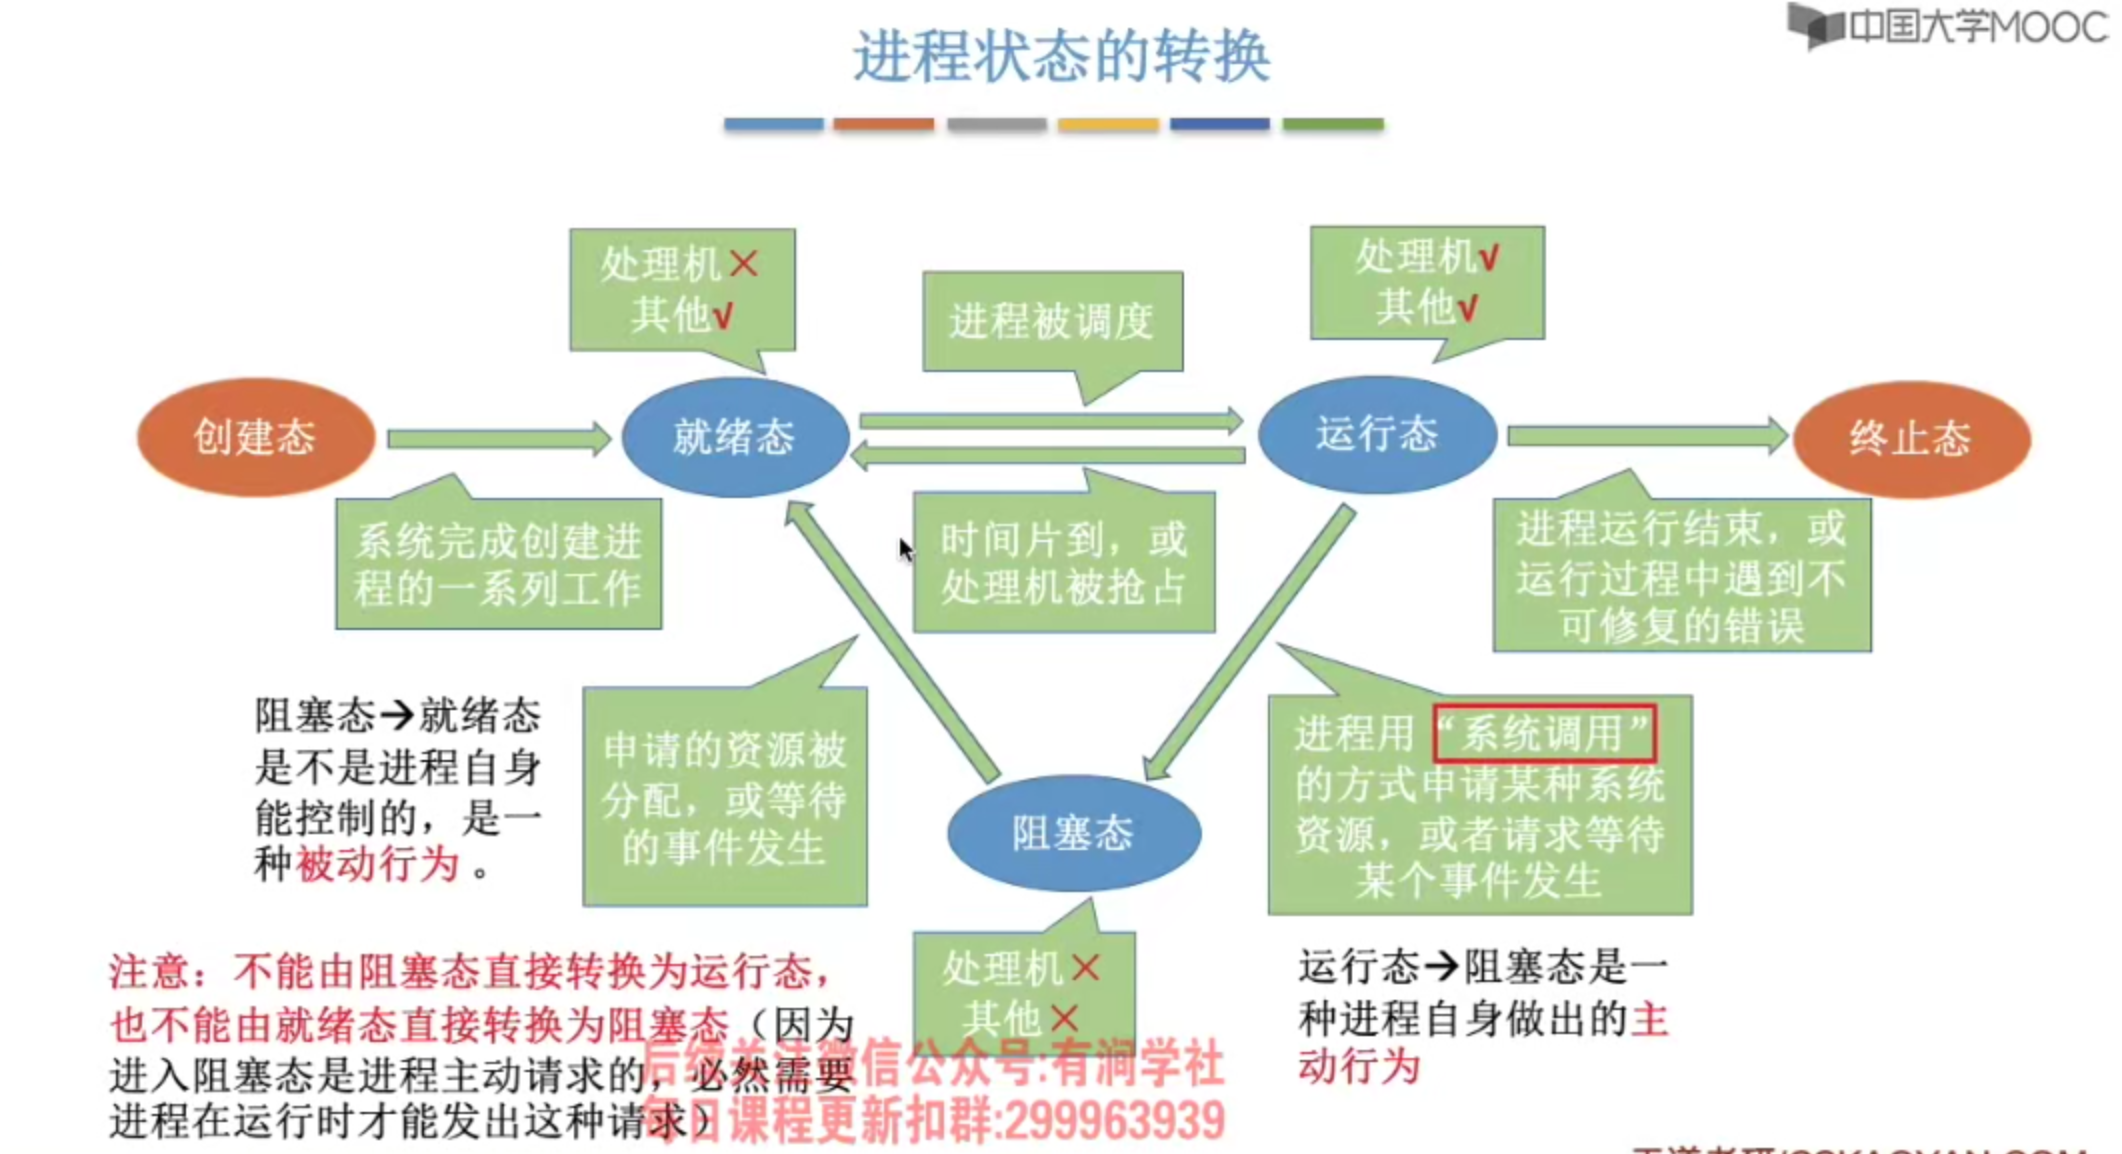 中国大学MOOC
进程状态的转换
处理机×
其他√
进程被调度
处理机√
其他√
创建态
就绪态
运行态
终止态
系统完成创建进
程的一系列工作
时间片到，或
处理机被抢占
进程运行结束，或
运行过程中遇到不
可修复的错误
阻塞态→就绪态
是不是进程自身
能控制的，是一
种被动行为。
申请的资源被
分配，或等待
的事件发生
进程用“系统调用”
的方式申请某种系统
资源，或者请求等待
某个事件发生
阻塞态
处理机×
其他×
注意：不能由阻塞态直接转换为运行态，
也不能由就绪态直接转换为阻塞态（因为
进入阻塞态是进程主动请求的，必然需要
进程在运行时才能发出这种请求）
运行态→阻塞态是一
种进程自身做出的主
动行为
后续关注微信公众号:有润学社
每日课程更新扣群:299963939